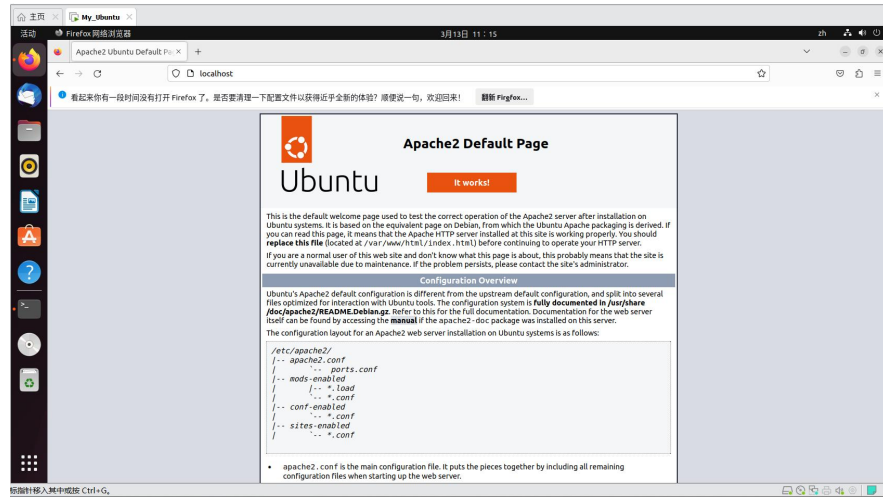 主页
My_Ubuntu
活动
Firefox 网络浏览器
3月13日 11：15
zh
Apache2 Ubuntu Default Pa
localhost
看起来你有一段时间没有打开 Firefox 了。是否要清理一下配置文件以获得近乎全新的体验？顺便说一句，欢迎回来！
翻新 Firefox…
Apache2 Default Page
Ubuntu
It works!
This is the default welcome page used to test the correct operation of the Apache2 server after installation on
Ubuntu systems. It is based on the equivalent page on Debian, from which the Ubuntu Apache packaging is derived. If
you can read this page, it means that the Apache HTTP server installed at this site is working properly. You should
replace this file (located at /var/www/html/index.html) before continuing to operate your HTTP server.
If you are a normal user of this web site and don't know what this page is about, this probably means that the site is
currently unavailable due to maintenance. If the problem persists, please contact the site's administrator.
Configuration Overview
Ubuntu's Apache2 default configuration is different from the upstream default configuration, and split into several
files optimized for interaction with Ubuntu tools. The configuration system is fully documented in /usr/share
/doc/apache2/README.Debian.gz. Refer to this for the full documentation. Documentation for the web server
itself can be found by accessing the manual if the apache2-doc package was installed on this server.
The configuration layout for an Apache2 web server installation on Ubuntu systems is as follows:
/etc/apache2/
|-- apache2.conf
|       `--  ports.conf
|-- mods-enabled
|       |-- *.load
|       `-- *.conf
|-- conf-enabled
|       `-- *.conf
|-- sites-enabled
|       `-- *.conf
• apache2.conf is the main configuration file. It puts the pieces together by including all remaining
configuration files when starting up the web server.
标指针移入其中或按 Ctrl+G。